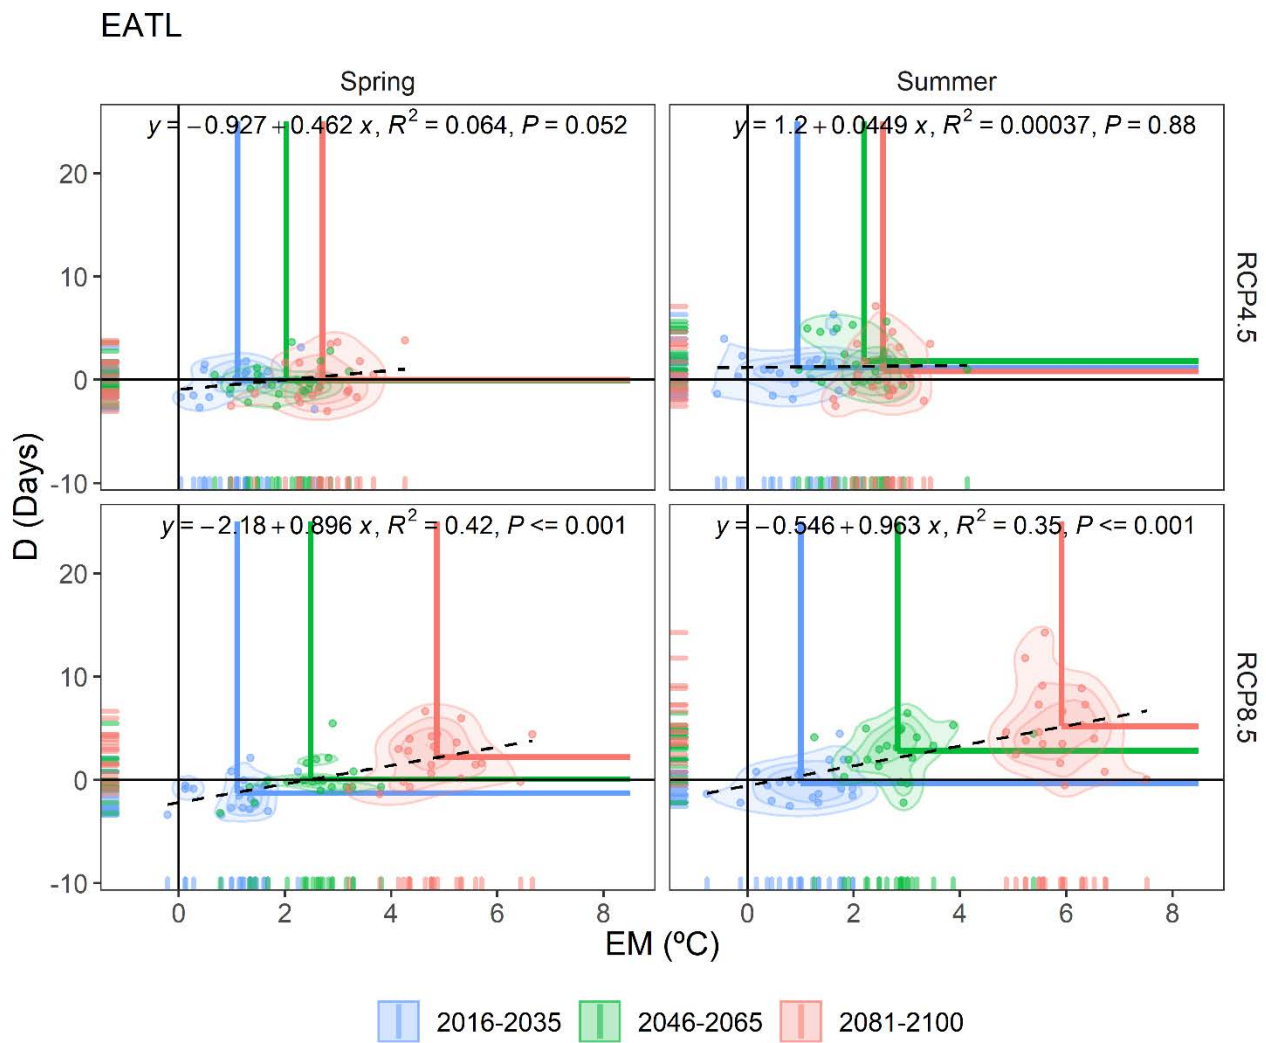 EATL
Spring
Summer
y = −0.927 + 0.462 x, R² = 0.064, P = 0.052
y = 1.2 + 0.0449 x, R² = 0.00037, P = 0.88
RCP4.5
20
10
0
-10
y = −2.18 + 0.896 x, R² = 0.42, P <= 0.001
y = −0.546 + 0.963 x, R² = 0.35, P <= 0.001
RCP8.5
20
10
0
-10
D (Days)
0 2 4 6 8
0 2 4 6 8
EM (ºC)
2016-2035 2046-2065 2081-2100